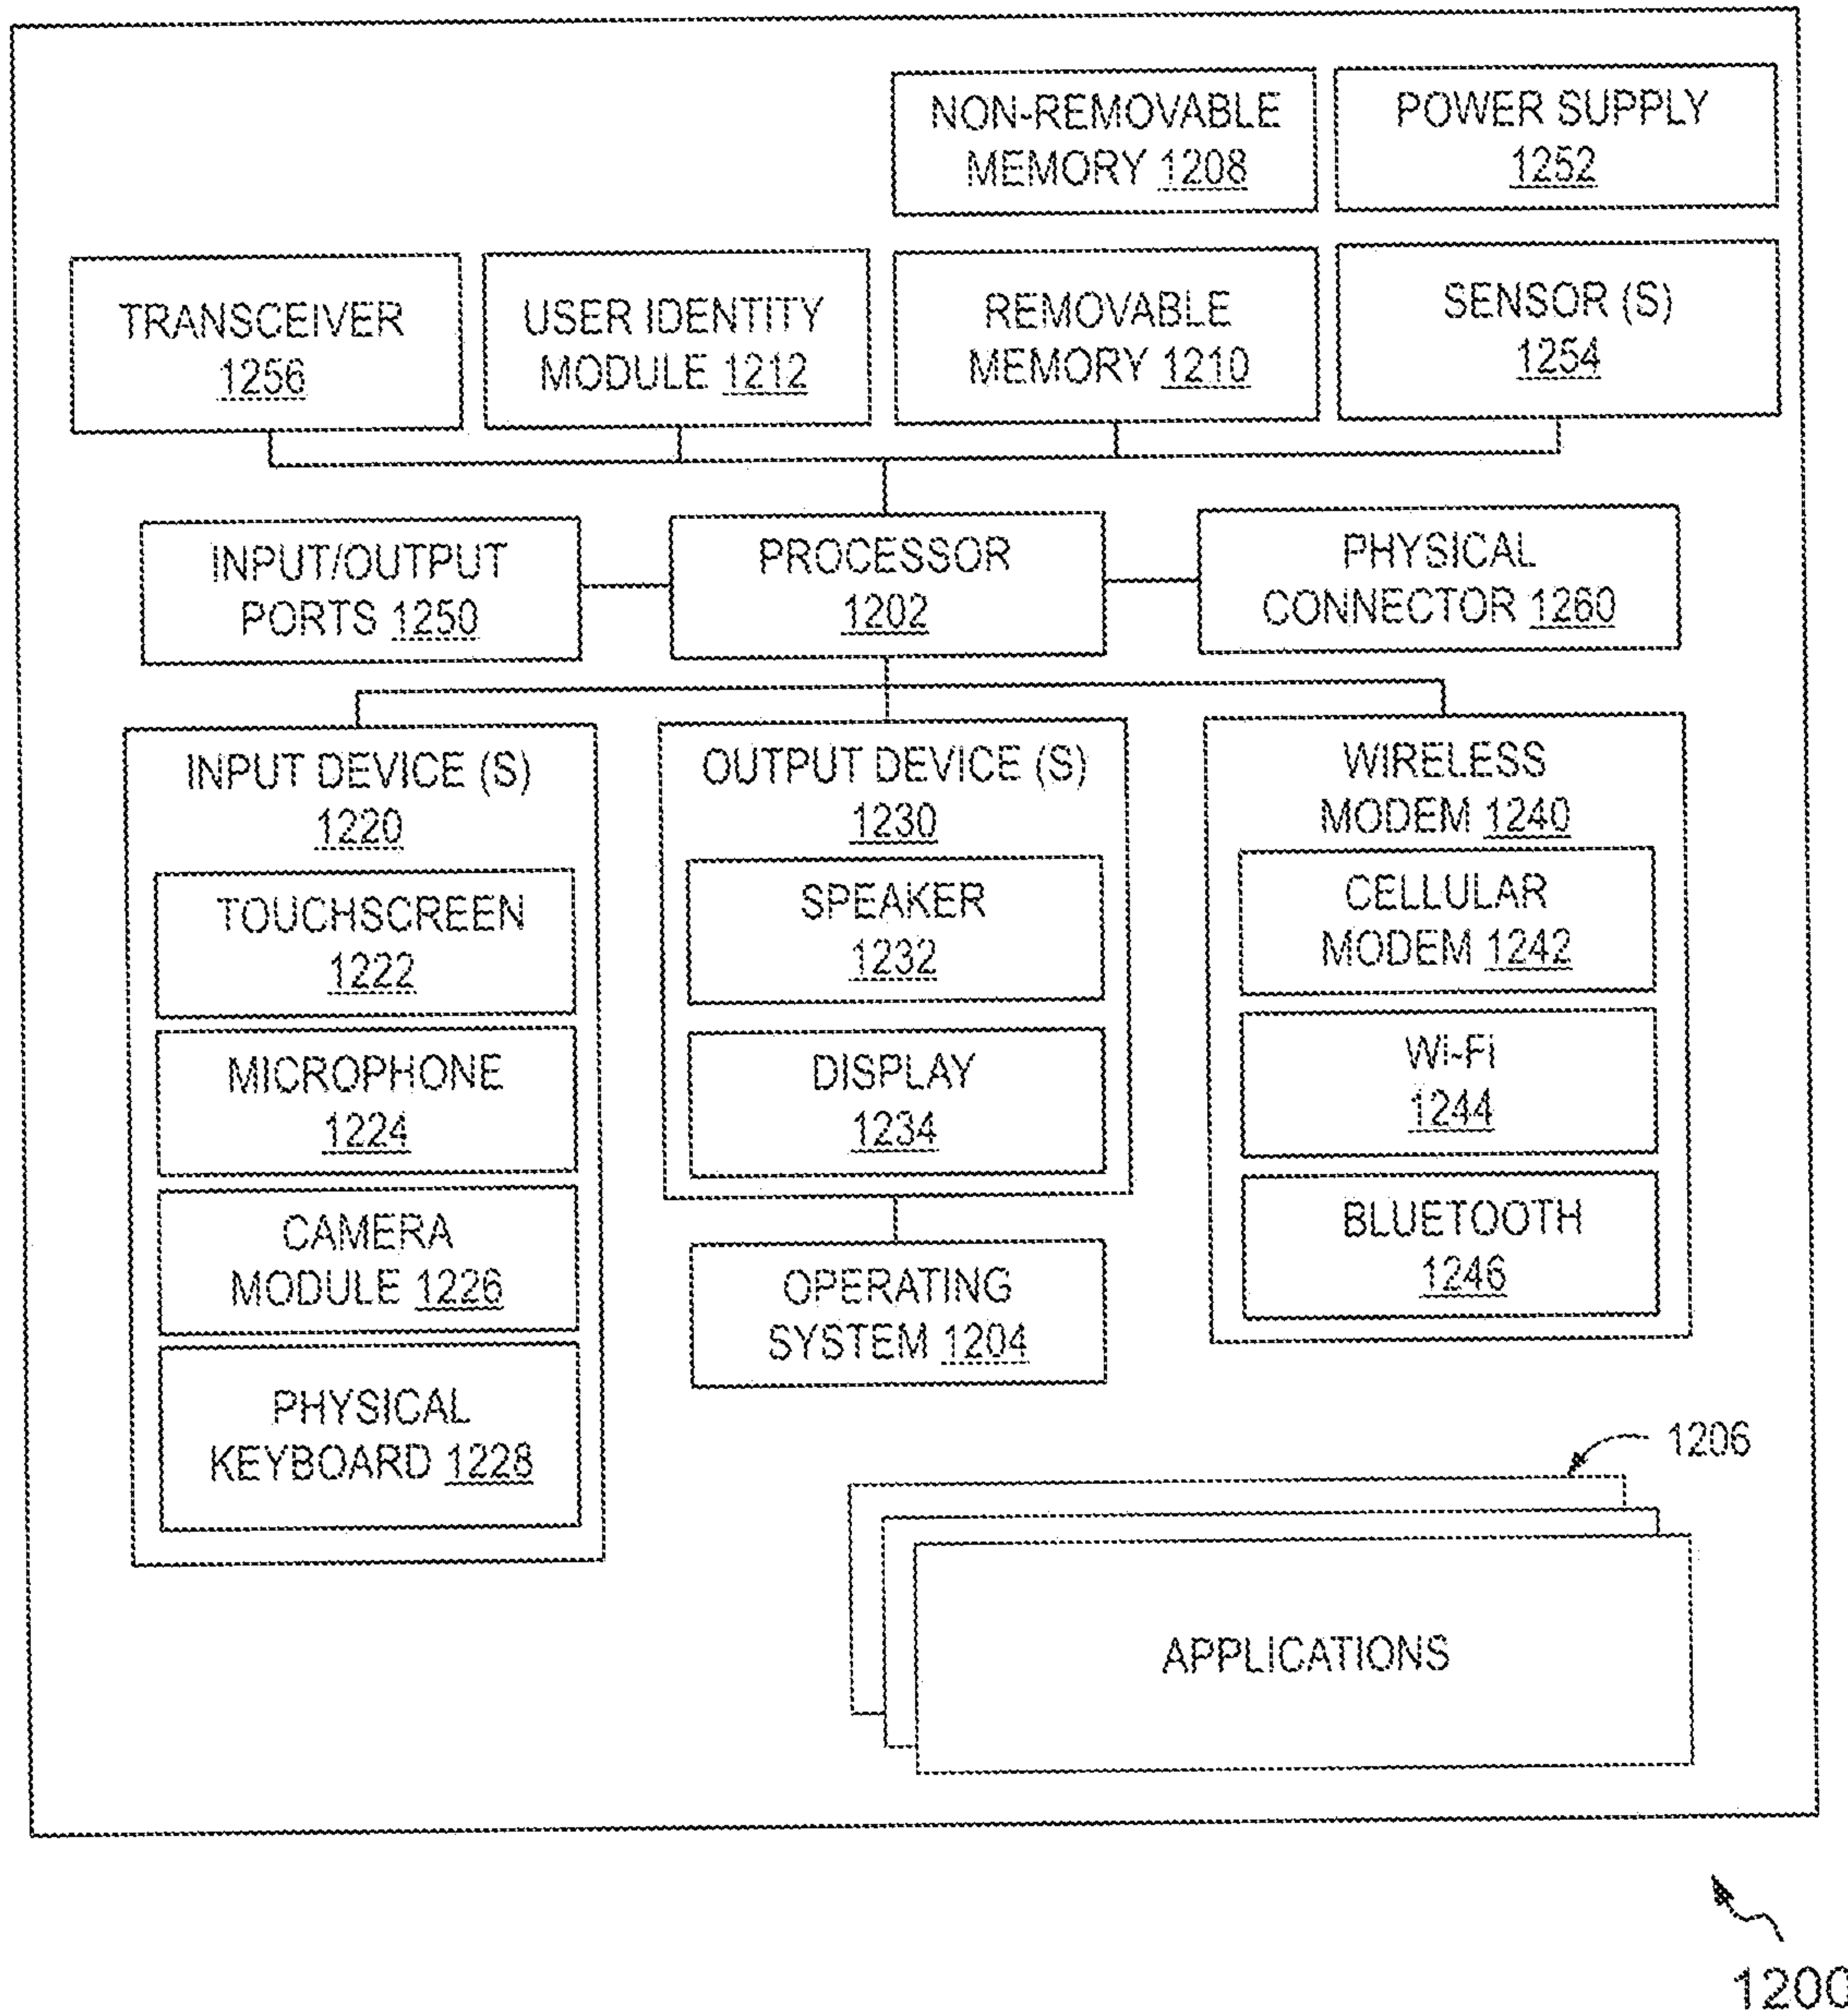 NON-REMOVABLE
MEMORY 1208
POWER SUPPLY
1252
TRANSCEIVER
1256
USER IDENTITY
MODULE 1212
REMOVABLE
MEMORY 1210
SENSOR (S)
1254
INPUT/OUTPUT
PORTS 1250
PROCESSOR
1202
PHYSICAL
CONNECTOR 1260
INPUT DEVICE (S)
1220
TOUCHSCREEN
1222
MICROPHONE
1224
CAMERA
MODULE 1226
PHYSICAL
KEYBOARD 1228
OUTPUT DEVICE (S)
1230
SPEAKER
1232
DISPLAY
1234
OPERATING
SYSTEM 1204
WIRELESS
MODEM 1240
CELLULAR
MODEM 1242
Wi-Fi
1244
BLUETOOTH
1246
1206
APPLICATIONS
1200